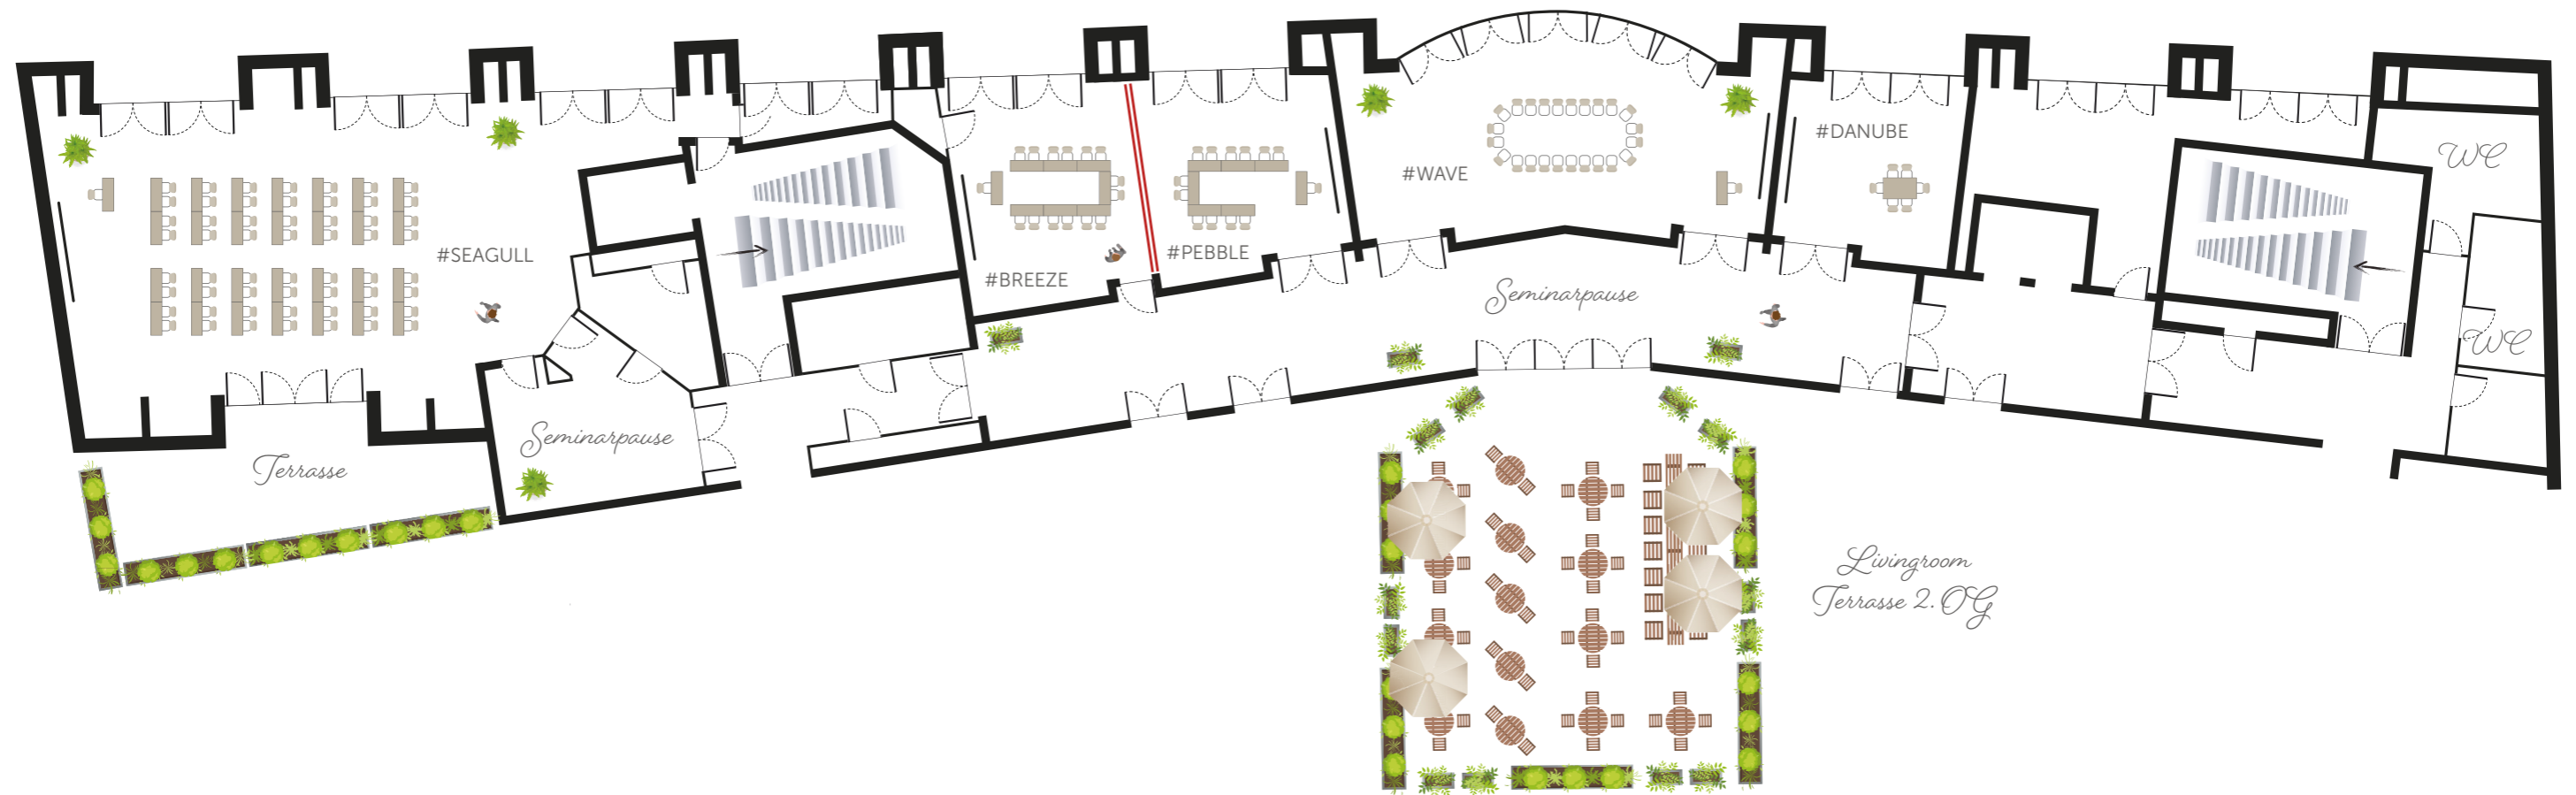 #SEAGULL
#BREEZE
#PEBBLE
#WAVE
#DANUBE
WC
WC
Seminarpause
Seminarpause
Terrasse
Livingroom
Terrasse 2. OG